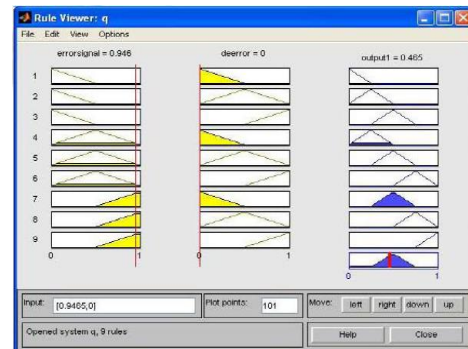 Rule Viewer: q
File Edit View Options
errorsignal = 0.946
deerror = 0
output1 = 0.465
1
2
3
4
5
6
7
8
9
0 1
0 1
0 1
Input: [0.9465;0]
Plot points: 101
Move: left right down up
Opened system q, 9 rules
Help Close